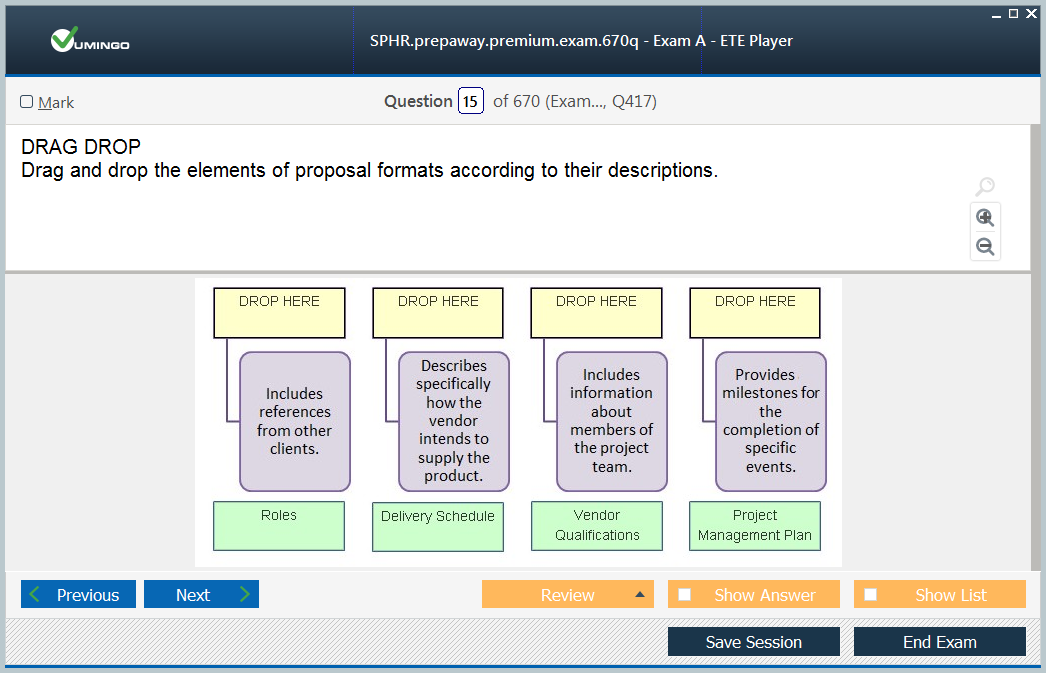 VUMINGO
SPHR.prepaway.premium.exam.670q - Exam A - ETE Player
Mark
Question 15 of 670 (Exam..., Q417)
DRAG DROP
Drag and drop the elements of proposal formats according to their descriptions.
DROP HERE
DROP HERE
DROP HERE
DROP HERE
Includes
references
from other
clients.
Describes
specifically
how the
vendor
intends to
supply the
product.
Includes
information
about
members of
the project
team.
Provides
milestones for
the
completion of
specific
events.
Roles
Delivery Schedule
Vendor
Qualifications
Project
Management Plan
Previous
Next
Review
Show Answer
Show List
Save Session
End Exam